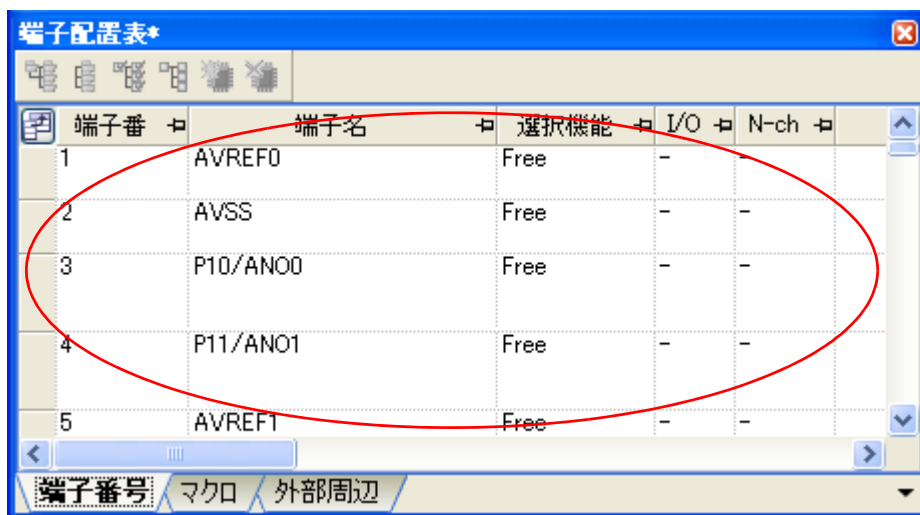 端子配置表*
端子番 端子名 選択機能 I/O N-ch
1 AVREF0 Free - -
2 AVSS Free - -
3 P10/ANO0 Free - -
4 P11/ANO1 Free - -
5 AVREF1 Free - -
端子番号 マクロ 外部周辺